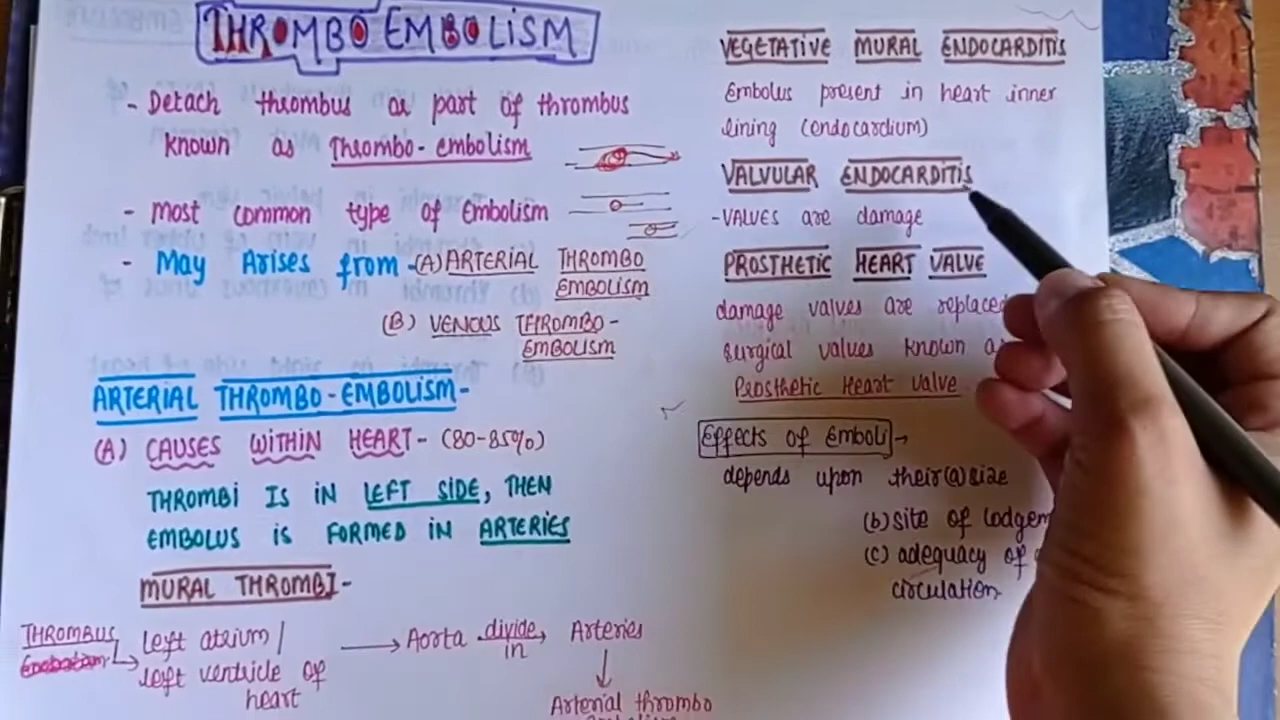 THROMBO EMBOLISM
- Detach thrombus or part of thrombus
known as Thrombo-embolism
- Most common type of Embolism
- May Arises from -(A) ARTERIAL THROMBO
EMBOLISM
(B) VENOUS THROMBO-
EMBOLISM
ARTERIAL THROMBO-EMBOLISM-
(A) CAUSES WITHIN HEART- (80-85%)
THROMBI IS IN LEFT SIDE, THEN
EMBOLUS IS FORMED IN ARTERIES
MURAL THROMBI-
THROMBUS
left atrium/
left ventricle of
heart
Aorta divide
in
Arteries
Arterial thrombo
VEGETATIVE MURAL ENDOCARDITIS
Embolus present in heart inner
lining (endocardium)
VALVULAR ENDOCARDITIS
-VALVES are damage
PROSTHETIC HEART VALVE
damage valves are replaced
surgical valves known
Prosthetic Heart Valve
Effects of Emboli→
depends upon their (a) size
(b) site of
(c) adequacy of
circulation